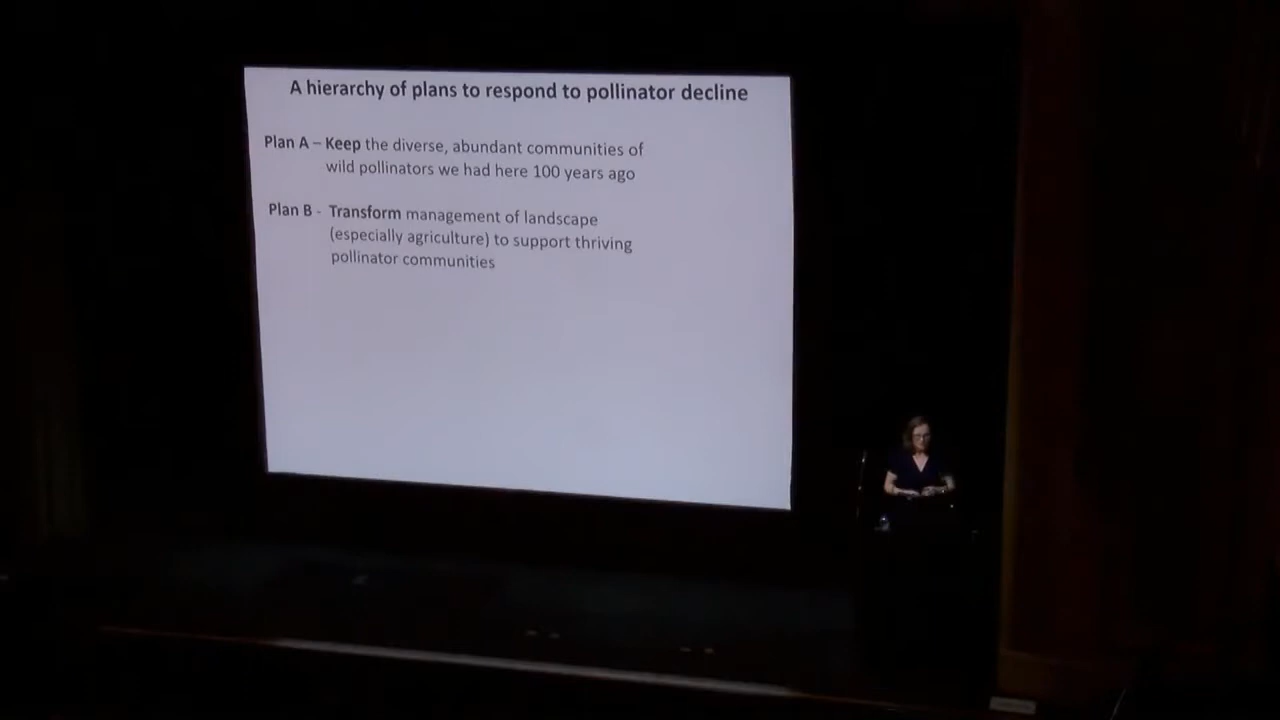 A hierarchy of plans to respond to pollinator decline
Plan A – Keep the diverse, abundant communities of
wild pollinators we had here 100 years ago
Plan B - Transform management of landscape
(especially agriculture) to support thriving
pollinator communities